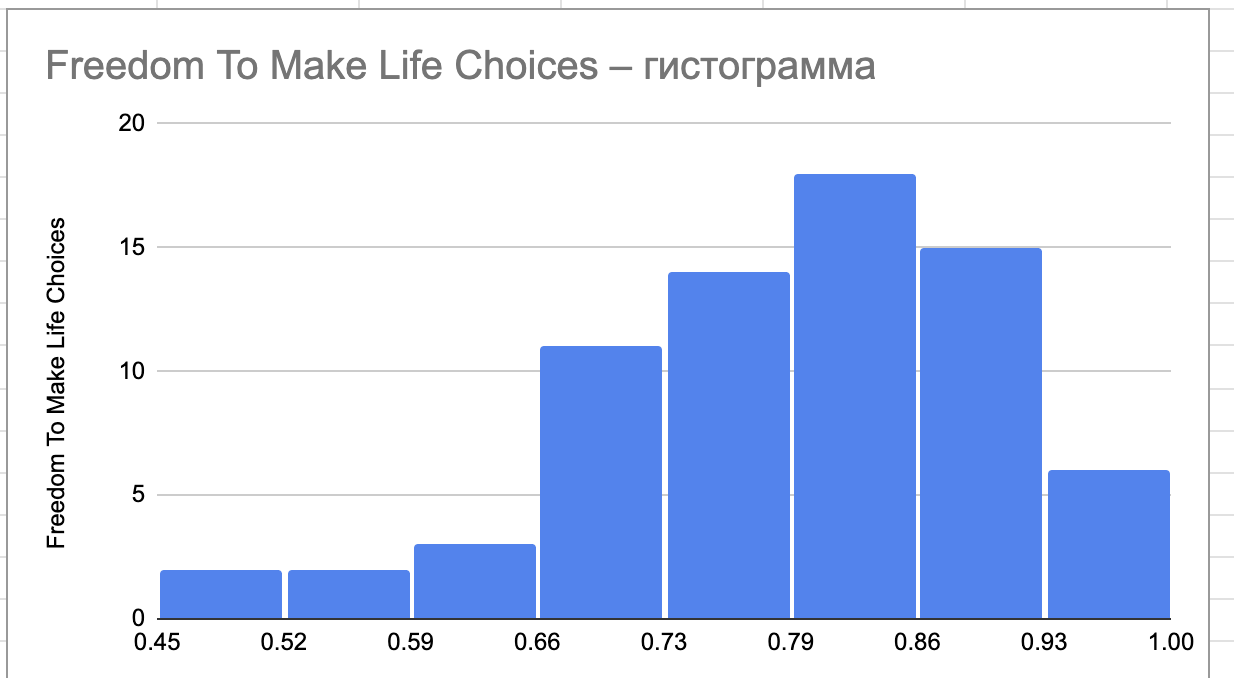 Freedom To Make Life Choices – гистограмма
Freedom To Make Life Choices
20
15
10
5
0
0.45 0.52 0.59 0.66 0.73 0.79 0.86 0.93 1.00